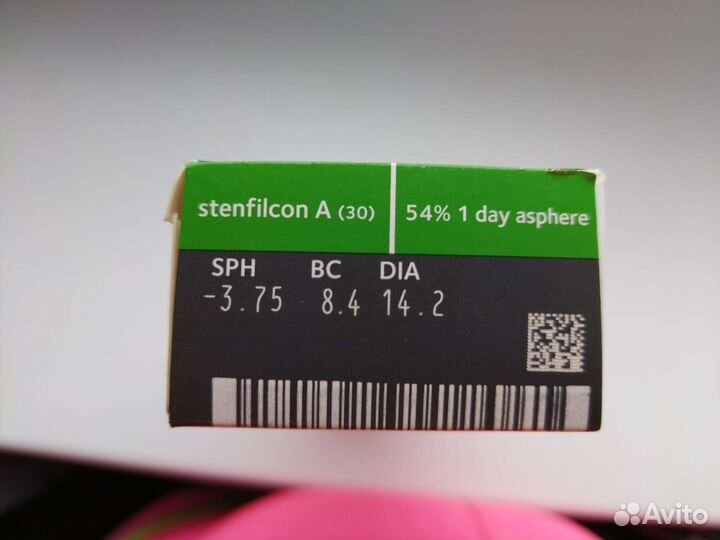 stenfilcon A (30) 54% 1 day asphere
SPH BC DIA
-3.75 8.4 14.2
Avito